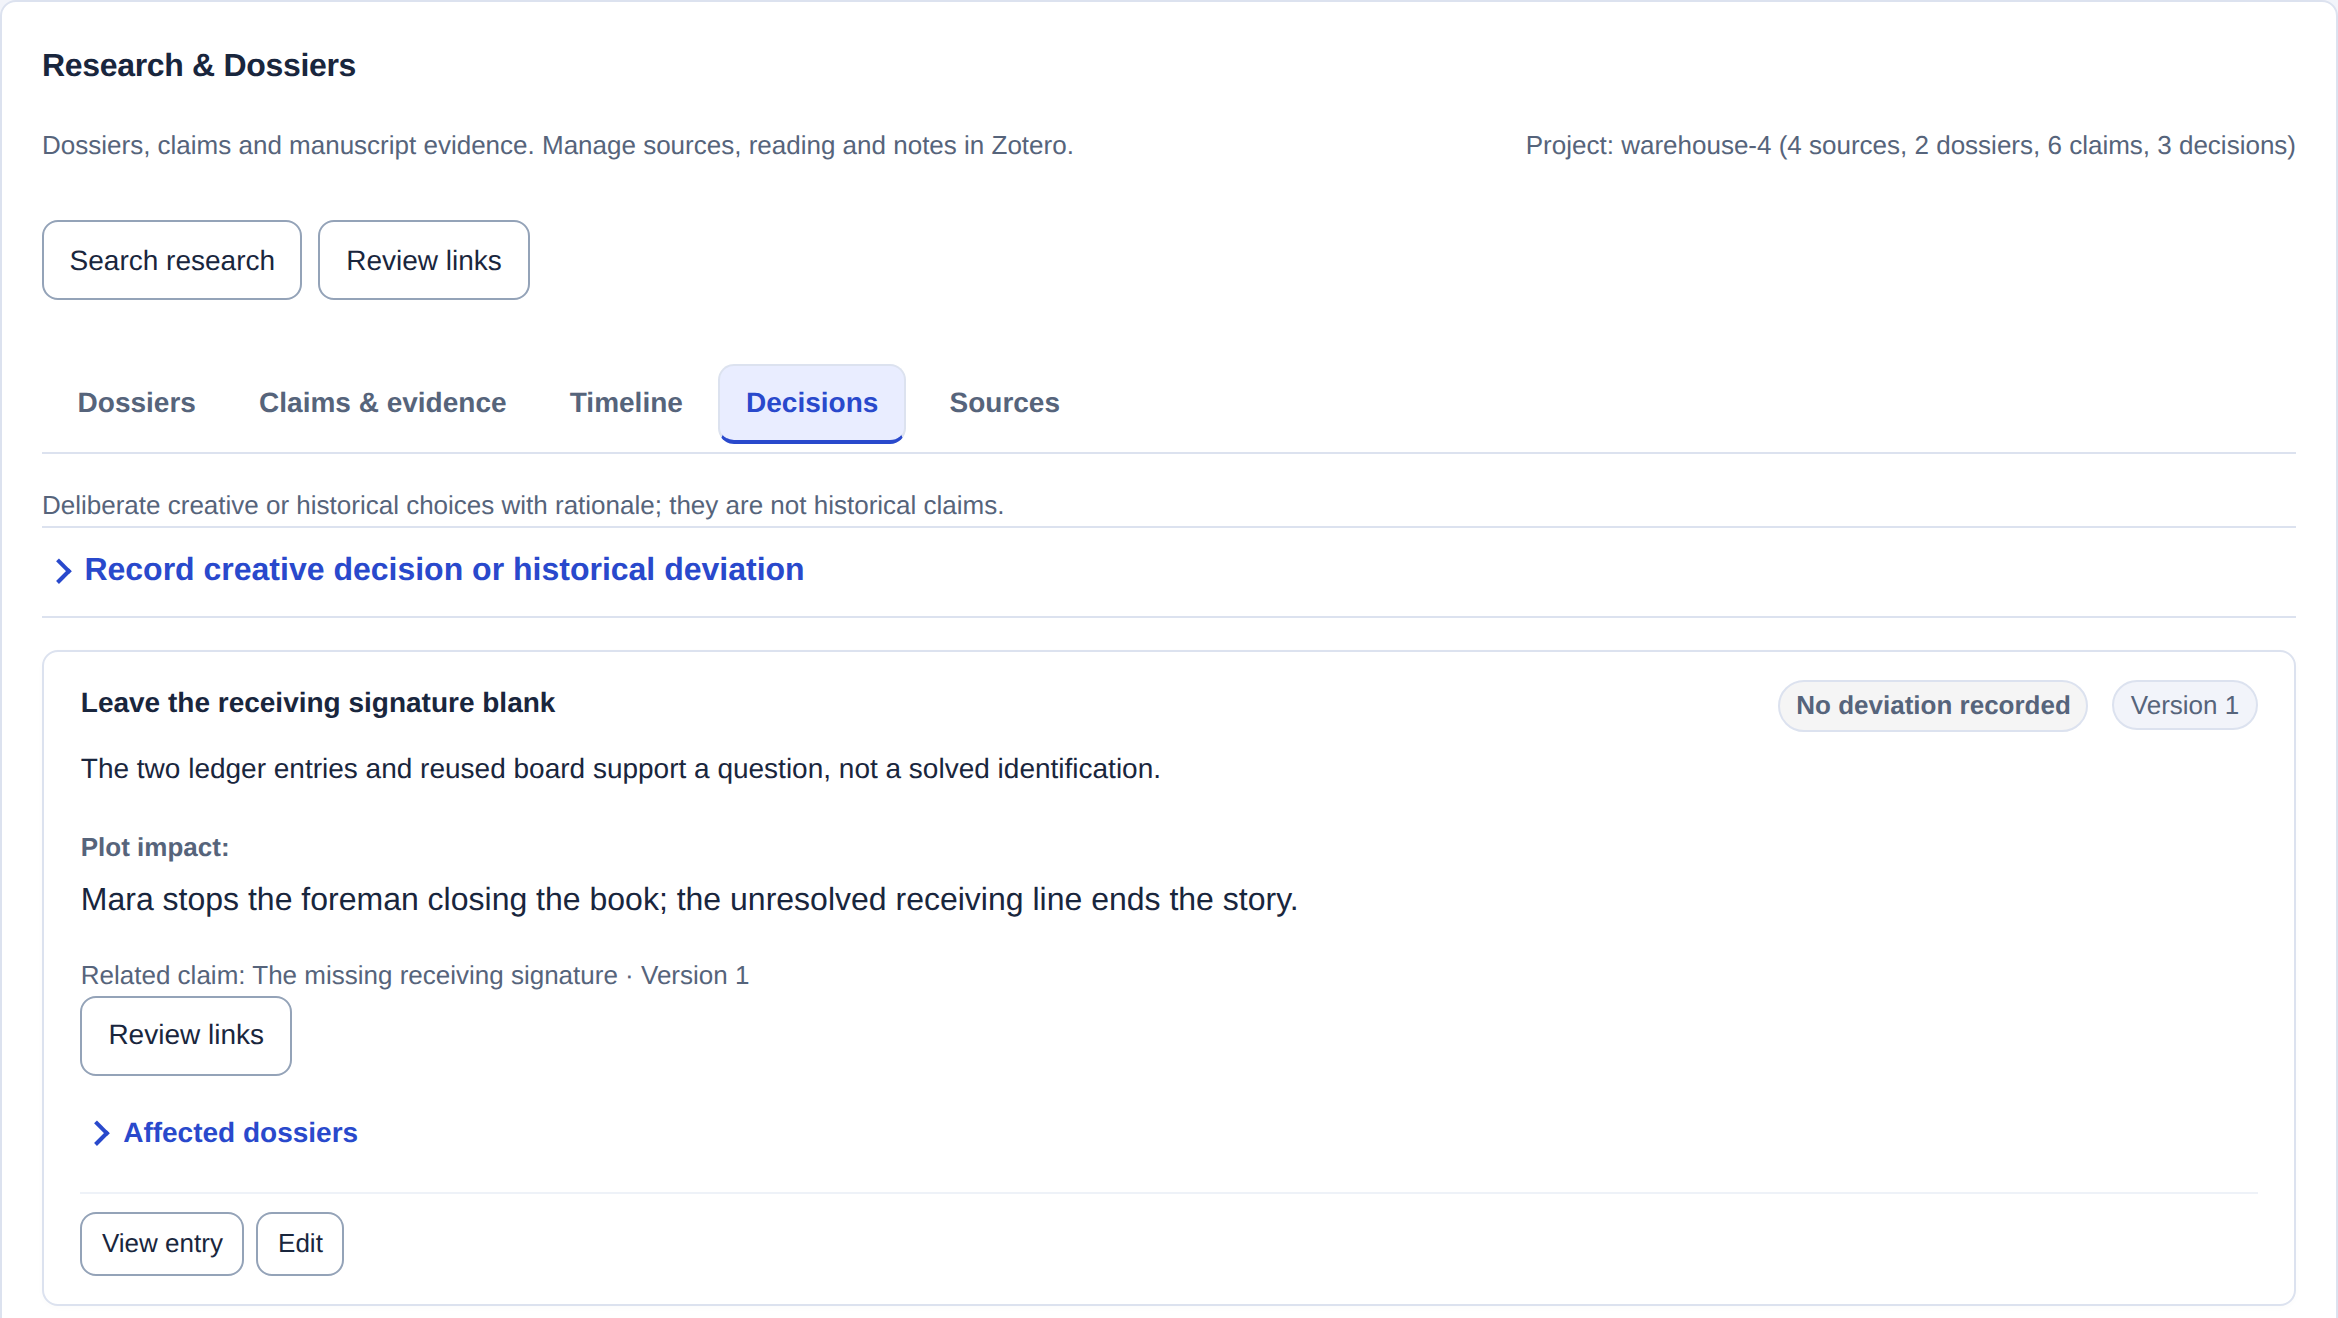 Research & Dossiers
Dossiers, claims and manuscript evidence. Manage sources, reading and notes in Zotero.
Project: warehouse-4 (4 sources, 2 dossiers, 6 claims, 3 decisions)
Search research
Review links
Dossiers
Claims & evidence
Timeline
Decisions
Sources
Deliberate creative or historical choices with rationale; they are not historical claims.
Record creative decision or historical deviation
Leave the receiving signature blank
No deviation recorded
Version 1
The two ledger entries and reused board support a question, not a solved identification.
Plot impact:
Mara stops the foreman closing the book; the unresolved receiving line ends the story.
Related claim: The missing receiving signature · Version 1
Review links
Affected dossiers
View entry
Edit